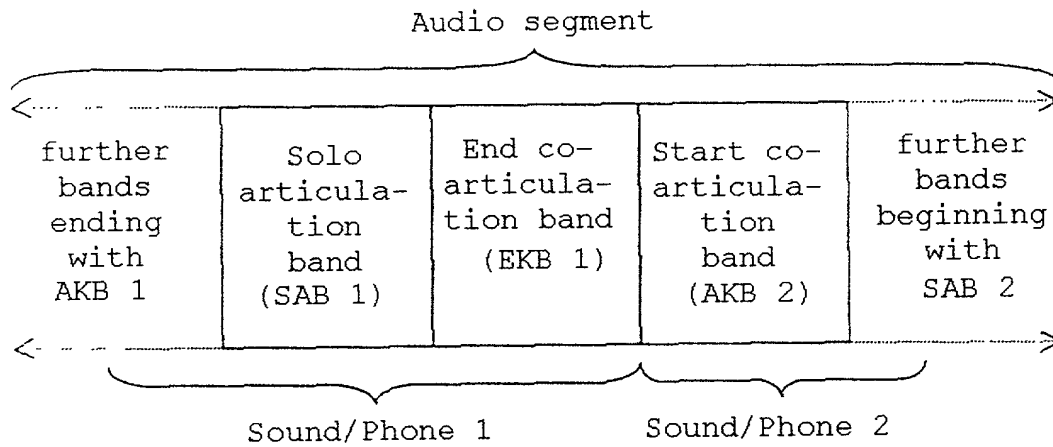 Audio segment
further
bands
ending
with
AKB 1
Solo
articula-
tion
band
(SAB 1)
End co-
articula-
tion band
(EKB 1)
Start co-
articula-
tion
band
(AKB 2)
further
bands
beginning
with
SAB 2
Sound/Phone 1
Sound/Phone 2